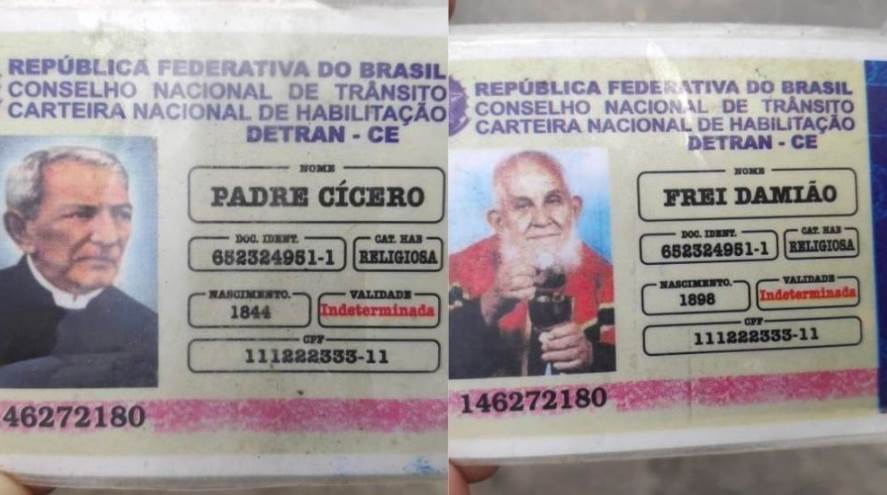 REPÚBLICA FEDERATIVA DO BRASIL
CONSELHO NACIONAL DE TRÂNSITO
CARTEIRA NACIONAL DE HABILITAÇÃO
DETRAN - CE
NOME
PADRE CÍCERO
DOC. IDENT. CAT. HAB
652324951-1 RELIGIOSA
NASCIMENTO. VALIDADE
1844 Indeterminada
CPF
111222333-11
46272180
REPÚBLICA FEDERATIVA DO BRASIL
CONSELHO NACIONAL DE TRÂNSITO
CARTEIRA NACIONAL DE HABILITAÇÃO
DETRAN - CE
NOME
FREI DAMIÃO
DOC. IDENT. CAT. HAB
652324951-1 RELIGIOSA
NASCIMENTO. VALIDADE
1898 Indeterminada
CPF
111222333-11
146272180